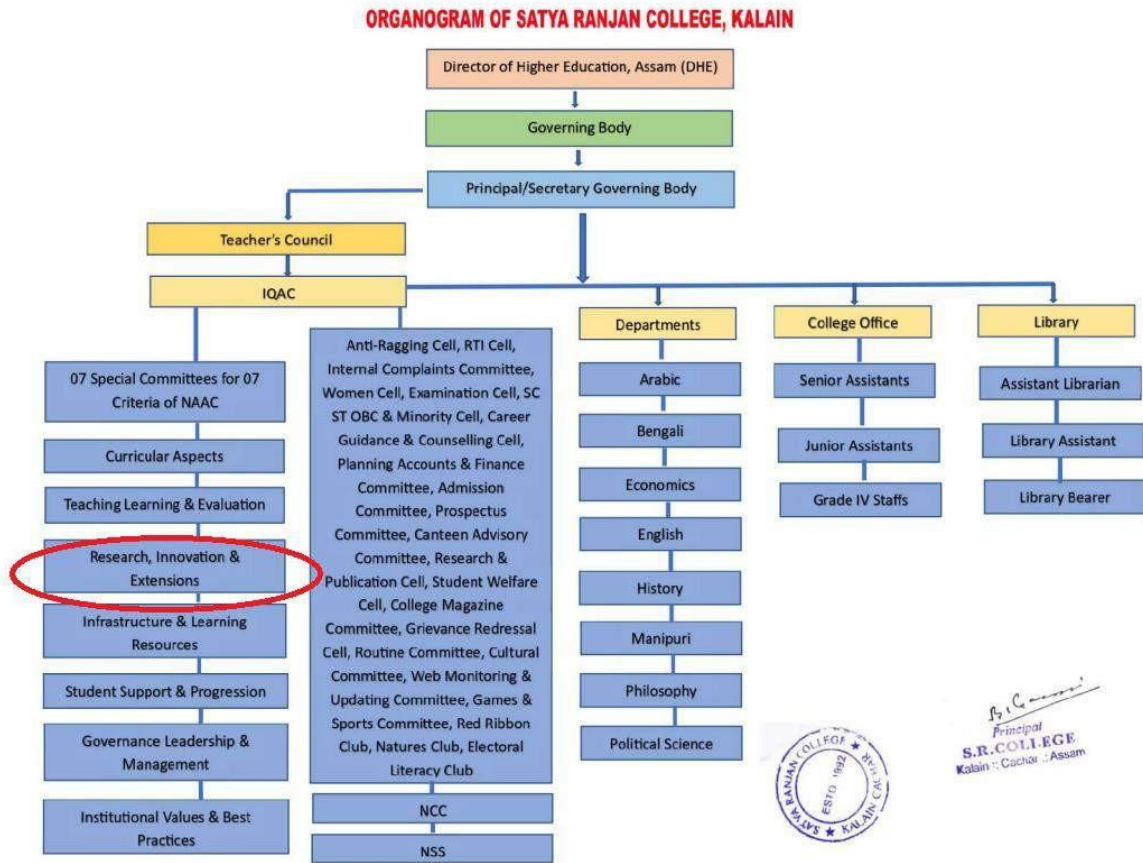 ORGANOGRAM OF SATYA RANJAN COLLEGE, KALAIN
Director of Higher Education, Assam (DHE)
Governing Body
Principal/Secretary Governing Body
Teacher's Council
IQAC
07 Special Committees for 07
Criteria of NAAC
Curricular Aspects
Teaching Learning & Evaluation
Research, Innovation &
Extensions
Infrastructure & Learning
Resources
Student Support & Progression
Governance Leadership &
Management
Institutional Values & Best
Practices
Anti-Ragging Cell, RTI Cell,
Internal Complaints Committee,
Women Cell, Examination Cell, SC
ST OBC & Minority Cell, Career
Guidance & Counselling Cell,
Planning Accounts & Finance
Committee, Admission
Committee, Prospectus
Committee, Canteen Advisory
Committee, Research &
Publication Cell, Student Welfare
Cell, College Magazine
Committee, Grievance Redressal
Cell, Routine Committee, Cultural
Committee, Web Monitoring &
Updating Committee, Games &
Sports Committee, Red Ribbon
Club, Natures Club, Electoral
Literacy Club
NCC
NSS
Departments
Arabic
Bengali
Economics
English
History
Manipuri
Philosophy
Political Science
College Office
Senior Assistants
Junior Assistants
Grade IV Staffs
Library
Assistant Librarian
Library Assistant
Library Bearer
SATYA RANJAN COLLEGE ★ KALAIN CACHAR ★
ESTD 1992
Principal
S.R.COLLEGE
Kalain :: Cachar :: Assam